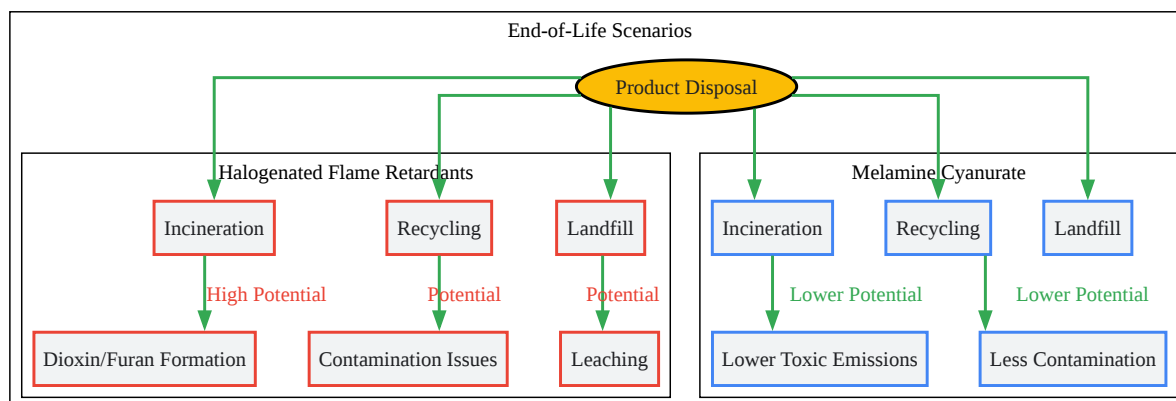 End-of-Life Scenarios
Product Disposal
Halogenated Flame Retardants
Melamine Cyanurate
Incineration
Recycling
Landfill
Incineration
Recycling
Landfill
High Potential
Potential
Potential
Lower Potential
Lower Potential
Dioxin/Furan Formation
Contamination Issues
Leaching
Lower Toxic Emissions
Less Contamination